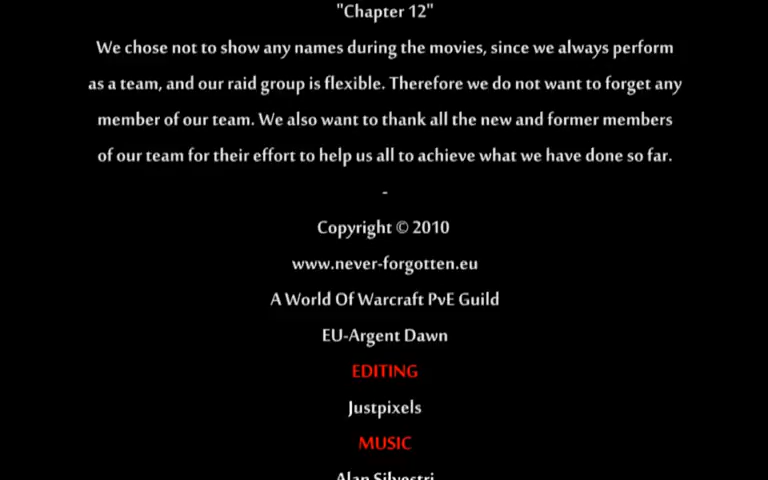 "Chapter 12"
We chose not to show any names during the movies, since we always perform
as a team, and our raid group is flexible. Therefore we do not want to forget any
member of our team. We also want to thank all the new and former members
of our team for their effort to help us all to achieve what we have done so far.
-
Copyright © 2010
www.never-forgotten.eu
A World Of Warcraft PvE Guild
EU-Argent Dawn
EDITING
Justpixels
MUSIC
Alan Silvestri